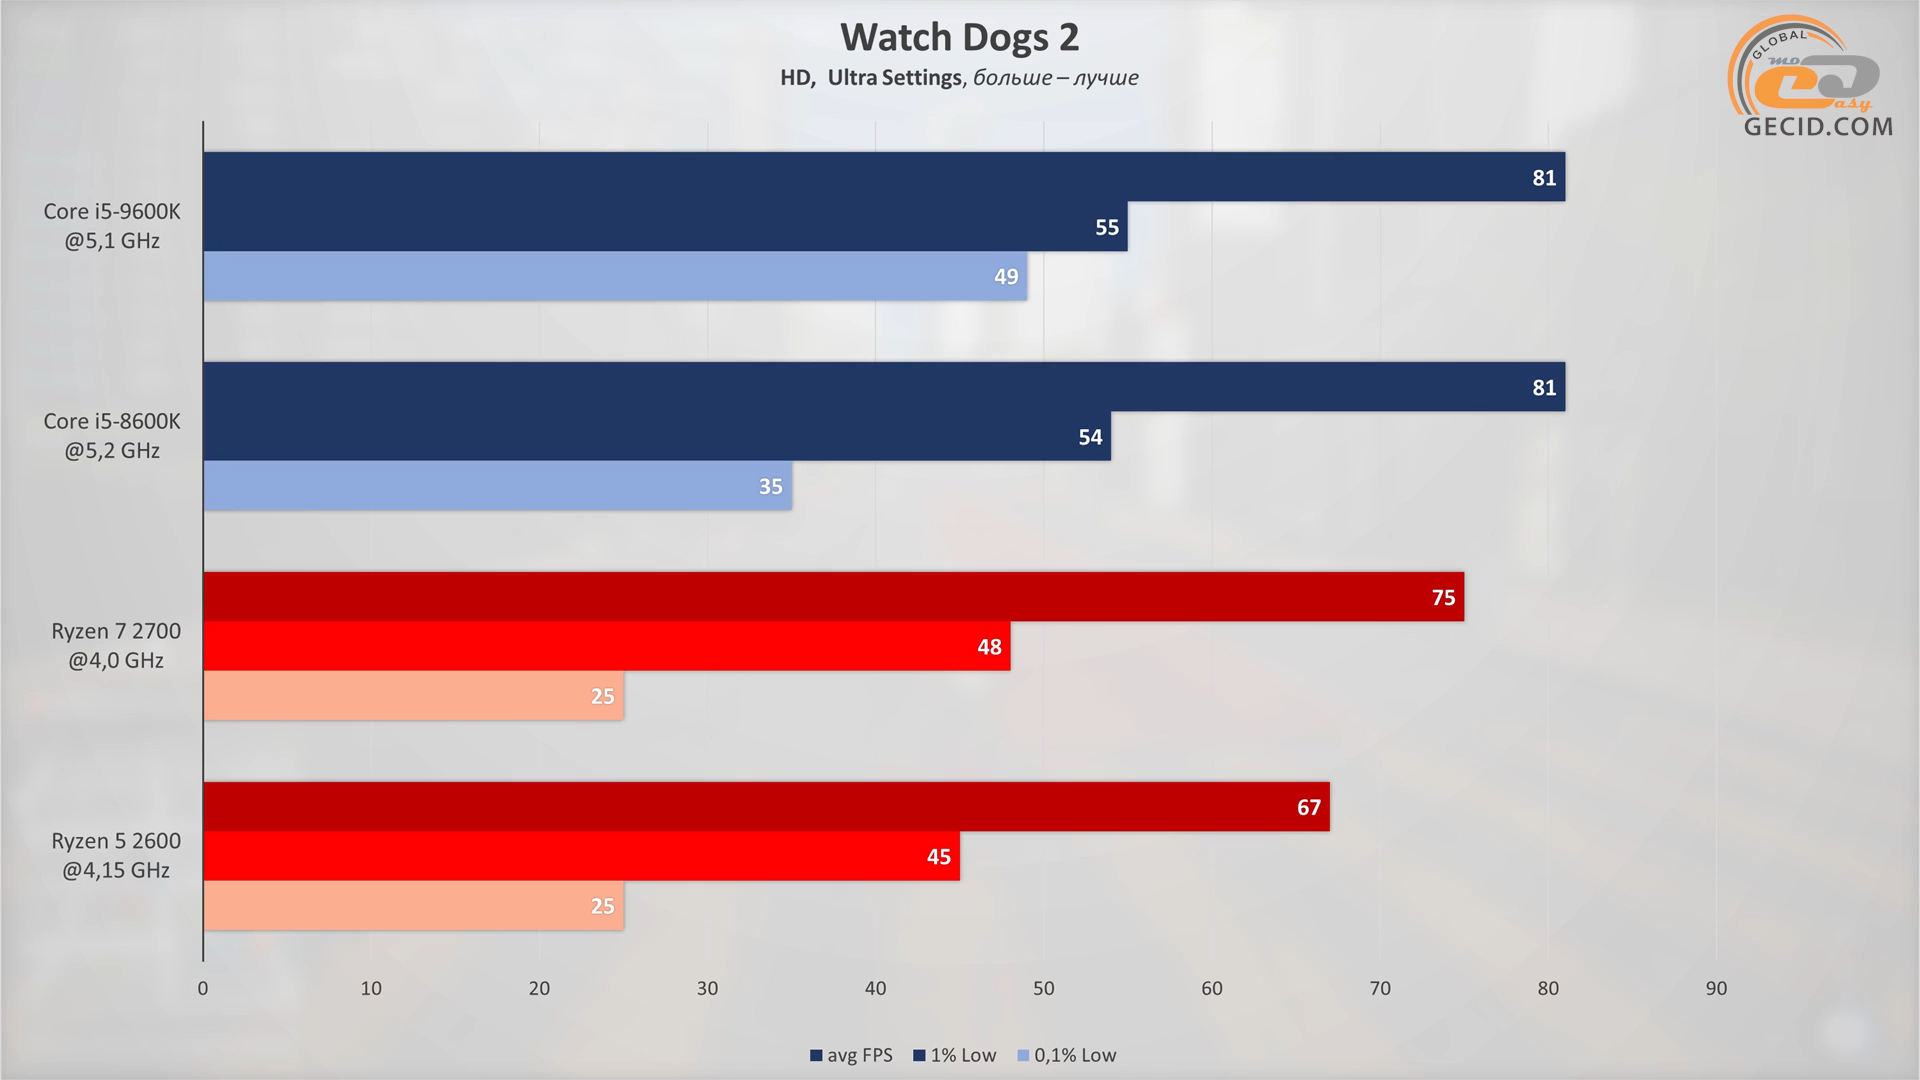 Watch Dogs 2
HD, Ultra Settings, больше – лучше
GLOBAL
MD
asy
GECID.COM
Core i5-9600K
@5,1 GHz
81
55
49
Core i5-8600K
@5,2 GHz
81
54
35
Ryzen 7 2700
@4,0 GHz
75
48
25
Ryzen 5 2600
@4,15 GHz
67
45
25
0 10 20 30 40 50 60 70 80 90
avg FPS 1% Low 0,1% Low